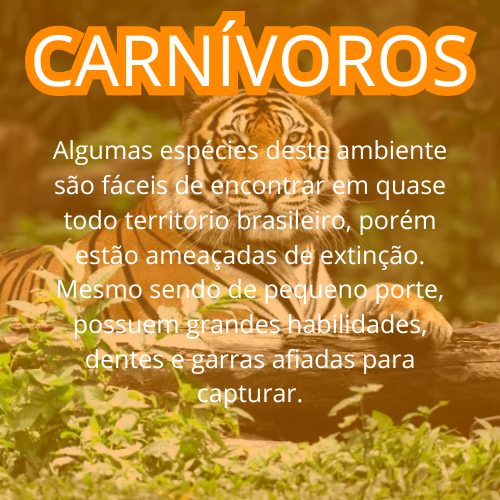 CARNÍVOROS
Algumas espécies deste ambiente
são fáceis de encontrar em quase
todo território brasileiro, porém
estão ameaçadas de extinção.
Mesmo sendo de pequeno porte,
possuem grandes habilidades,
dentes e garras afiadas para
capturar.